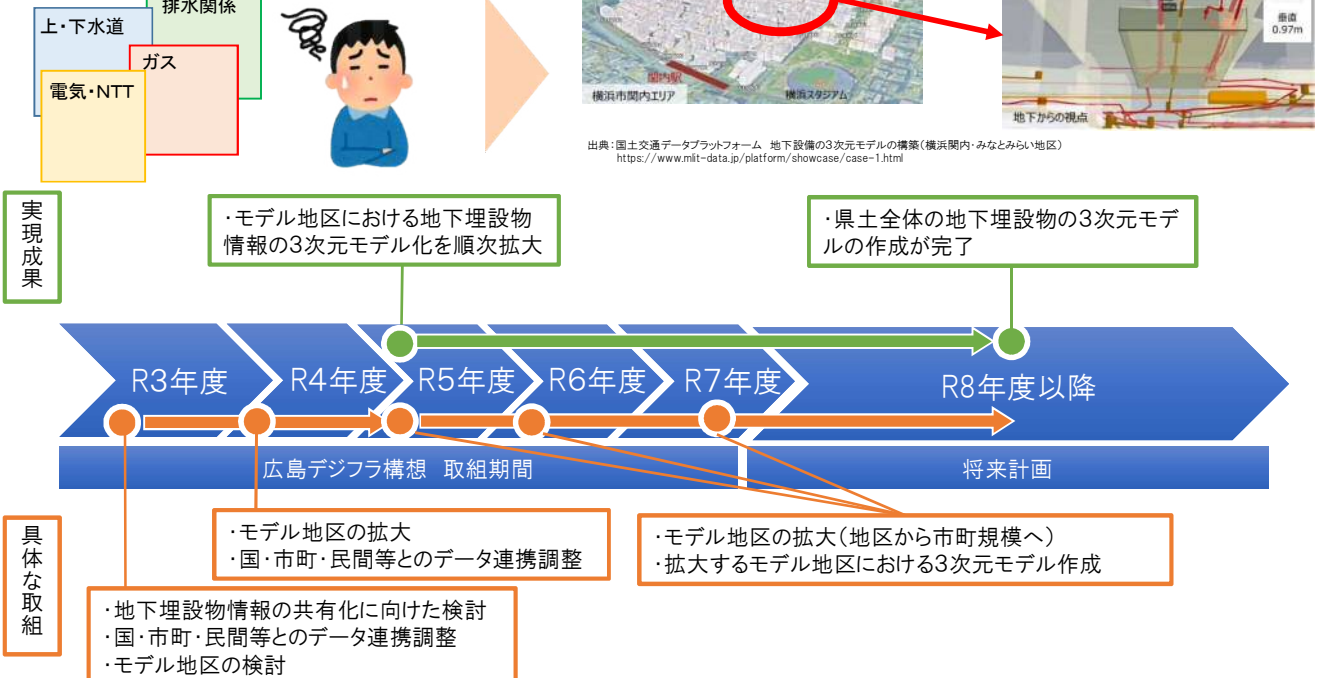 排水関係
上・下水道
ガス
電気・NTT
関内駅
横浜市関内エリア
横浜スタジアム
垂直
0.97m
地下からの視点
出典：国土交通データプラットフォーム 地下設備の3次元モデルの構築（横浜関内・みなとみらい地区）
https://www.mlit-data.jp/platform/showcase/case-1.html
実現成果
・モデル地区における地下埋設物
情報の3次元モデル化を順次拡大
・県土全体の地下埋設物の3次元モデ
ルの作成が完了
R3年度
R4年度
R5年度
R6年度
R7年度
R8年度以降
広島デジフラ構想 取組期間
将来計画
具体な取組
・モデル地区の拡大
・国・市町・民間等とのデータ連携調整
・モデル地区の拡大（地区から市町規模へ）
・拡大するモデル地区における3次元モデル作成
・地下埋設物情報の共有化に向けた検討
・国・市町・民間等とのデータ連携調整
・モデル地区の検討